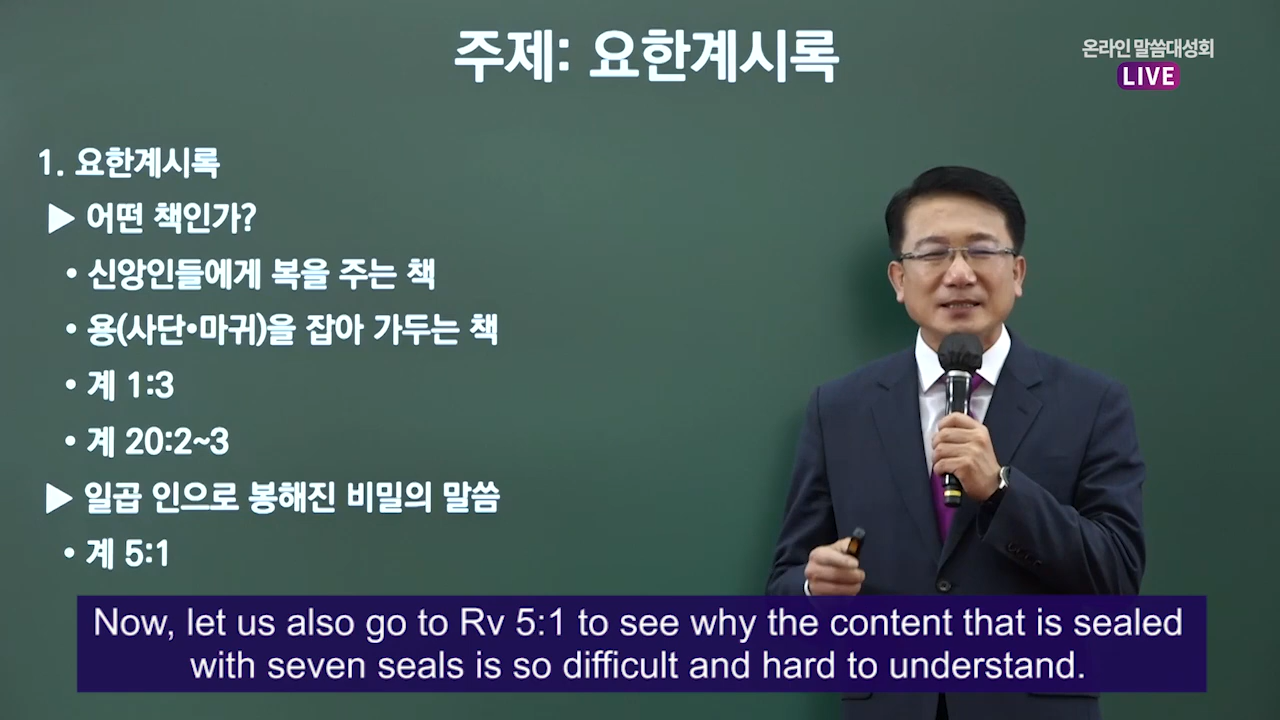 주제: 요한계시록
온라인 말씀대성회
LIVE
1. 요한계시록
▶ 어떤 책인가?
• 신앙인들에게 복을 주는 책
• 용(사단•마귀)을 잡아 가두는 책
• 계 1:3
• 계 20:2~3
▶ 일곱 인으로 봉해진 비밀의 말씀
• 계 5:1
Now, let us also go to Rv 5:1 to see why the content that is sealed
with seven seals is so difficult and hard to understand.